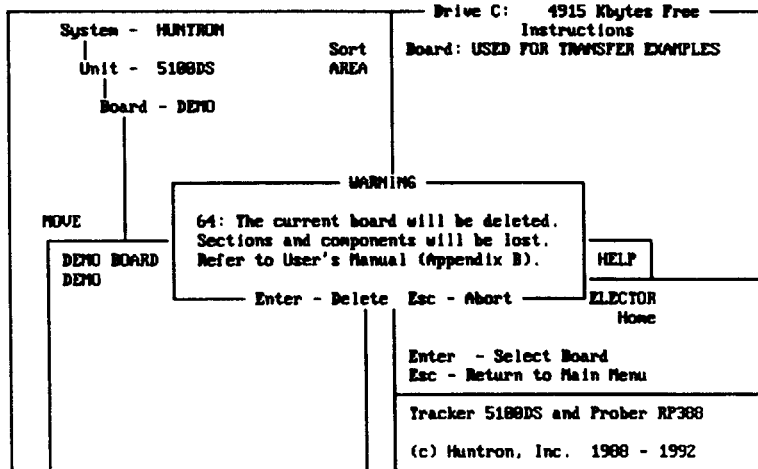 Drive C: 4915 Kbytes Free
System - HUNTRON
Instructions
Sort
Board: USED FOR TRANSFER EXAMPLES
Unit - 5100DS
AREA
Board - DEMO
WARNING
MOVE
64: The current board will be deleted.
Sections and components will be lost.
Refer to User's Manual (Appendix B).
DEMO BOARD
DEMO
HELP
Enter - Delete Esc - Abort
ELECTOR
Home
Enter - Select Board
Esc - Return to Main Menu
Tracker 5100DS and Prober RP388
(c) Huntron, Inc. 1988 - 1992